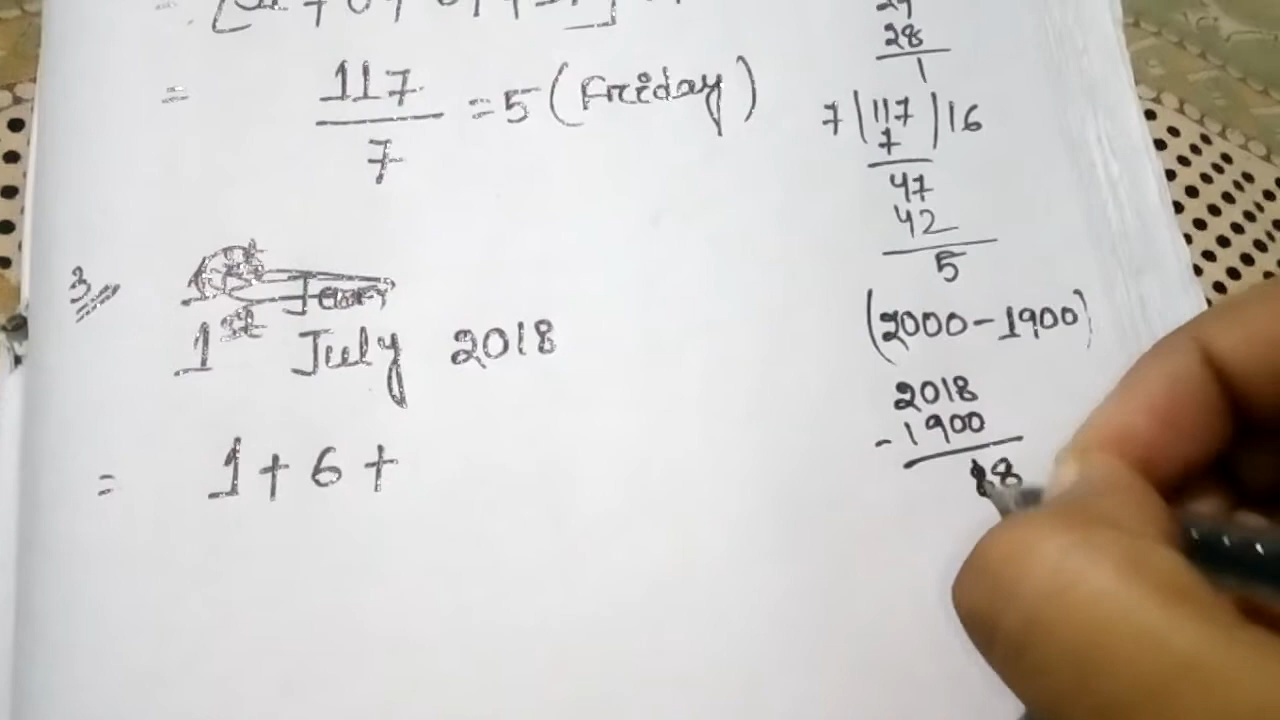 = 117/7 = 5 (Friday)
3
1st July 2018
= 1 + 6 +
28
1
7 ) 117 ( 16
7
47
42
5
(2000 - 1900)
2018
- 1900
18